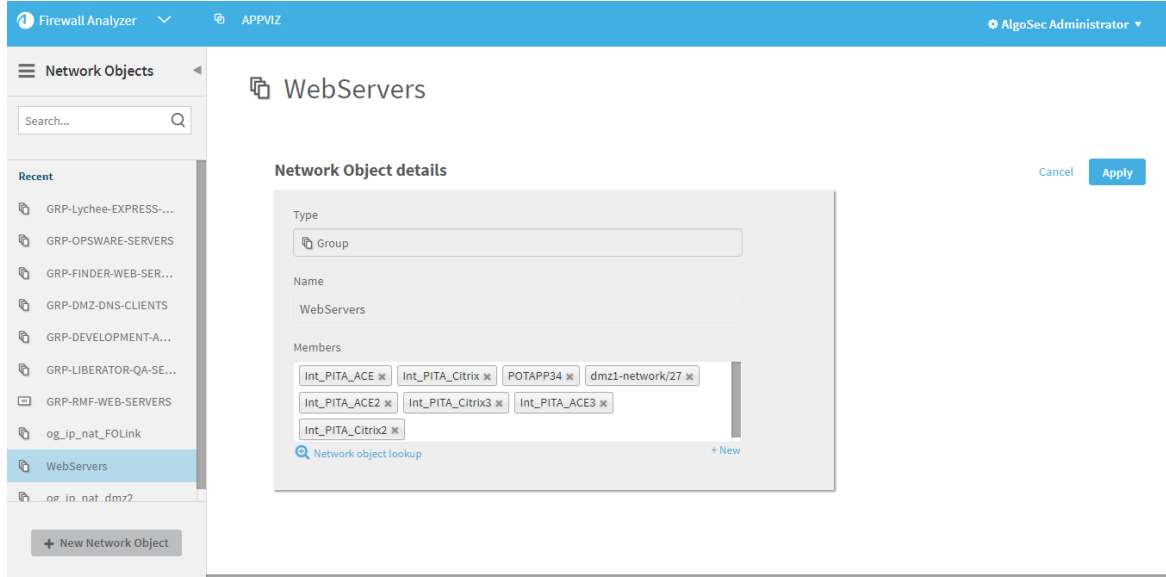 Firewall Analyzer
APPVIZ
AlgoSec Administrator
Network Objects
Search...
Recent
GRP-Lychee-EXPRESS-...
GRP-OPSWARE-SERVERS
GRP-FINDER-WEB-SER...
GRP-DMZ-DNS-CLIENTS
GRP-DEVELOPMENT-A...
GRP-LIBERATOR-QA-SE...
GRP-RMF-WEB-SERVERS
og_ip_nat_FOLink
WebServers
og_ip_nat_dmz2
+ New Network Object
WebServers
Network Object details
Cancel Apply
Type
Group
Name
WebServers
Members
Int_PITA_ACE × Int_PITA_Citrix × POTAPP34 × dmz1-network/27 ×
Int_PITA_ACE2 × Int_PITA_Citrix3 × Int_PITA_ACE3 ×
Int_PITA_Citrix2 ×
Network object lookup
+ New